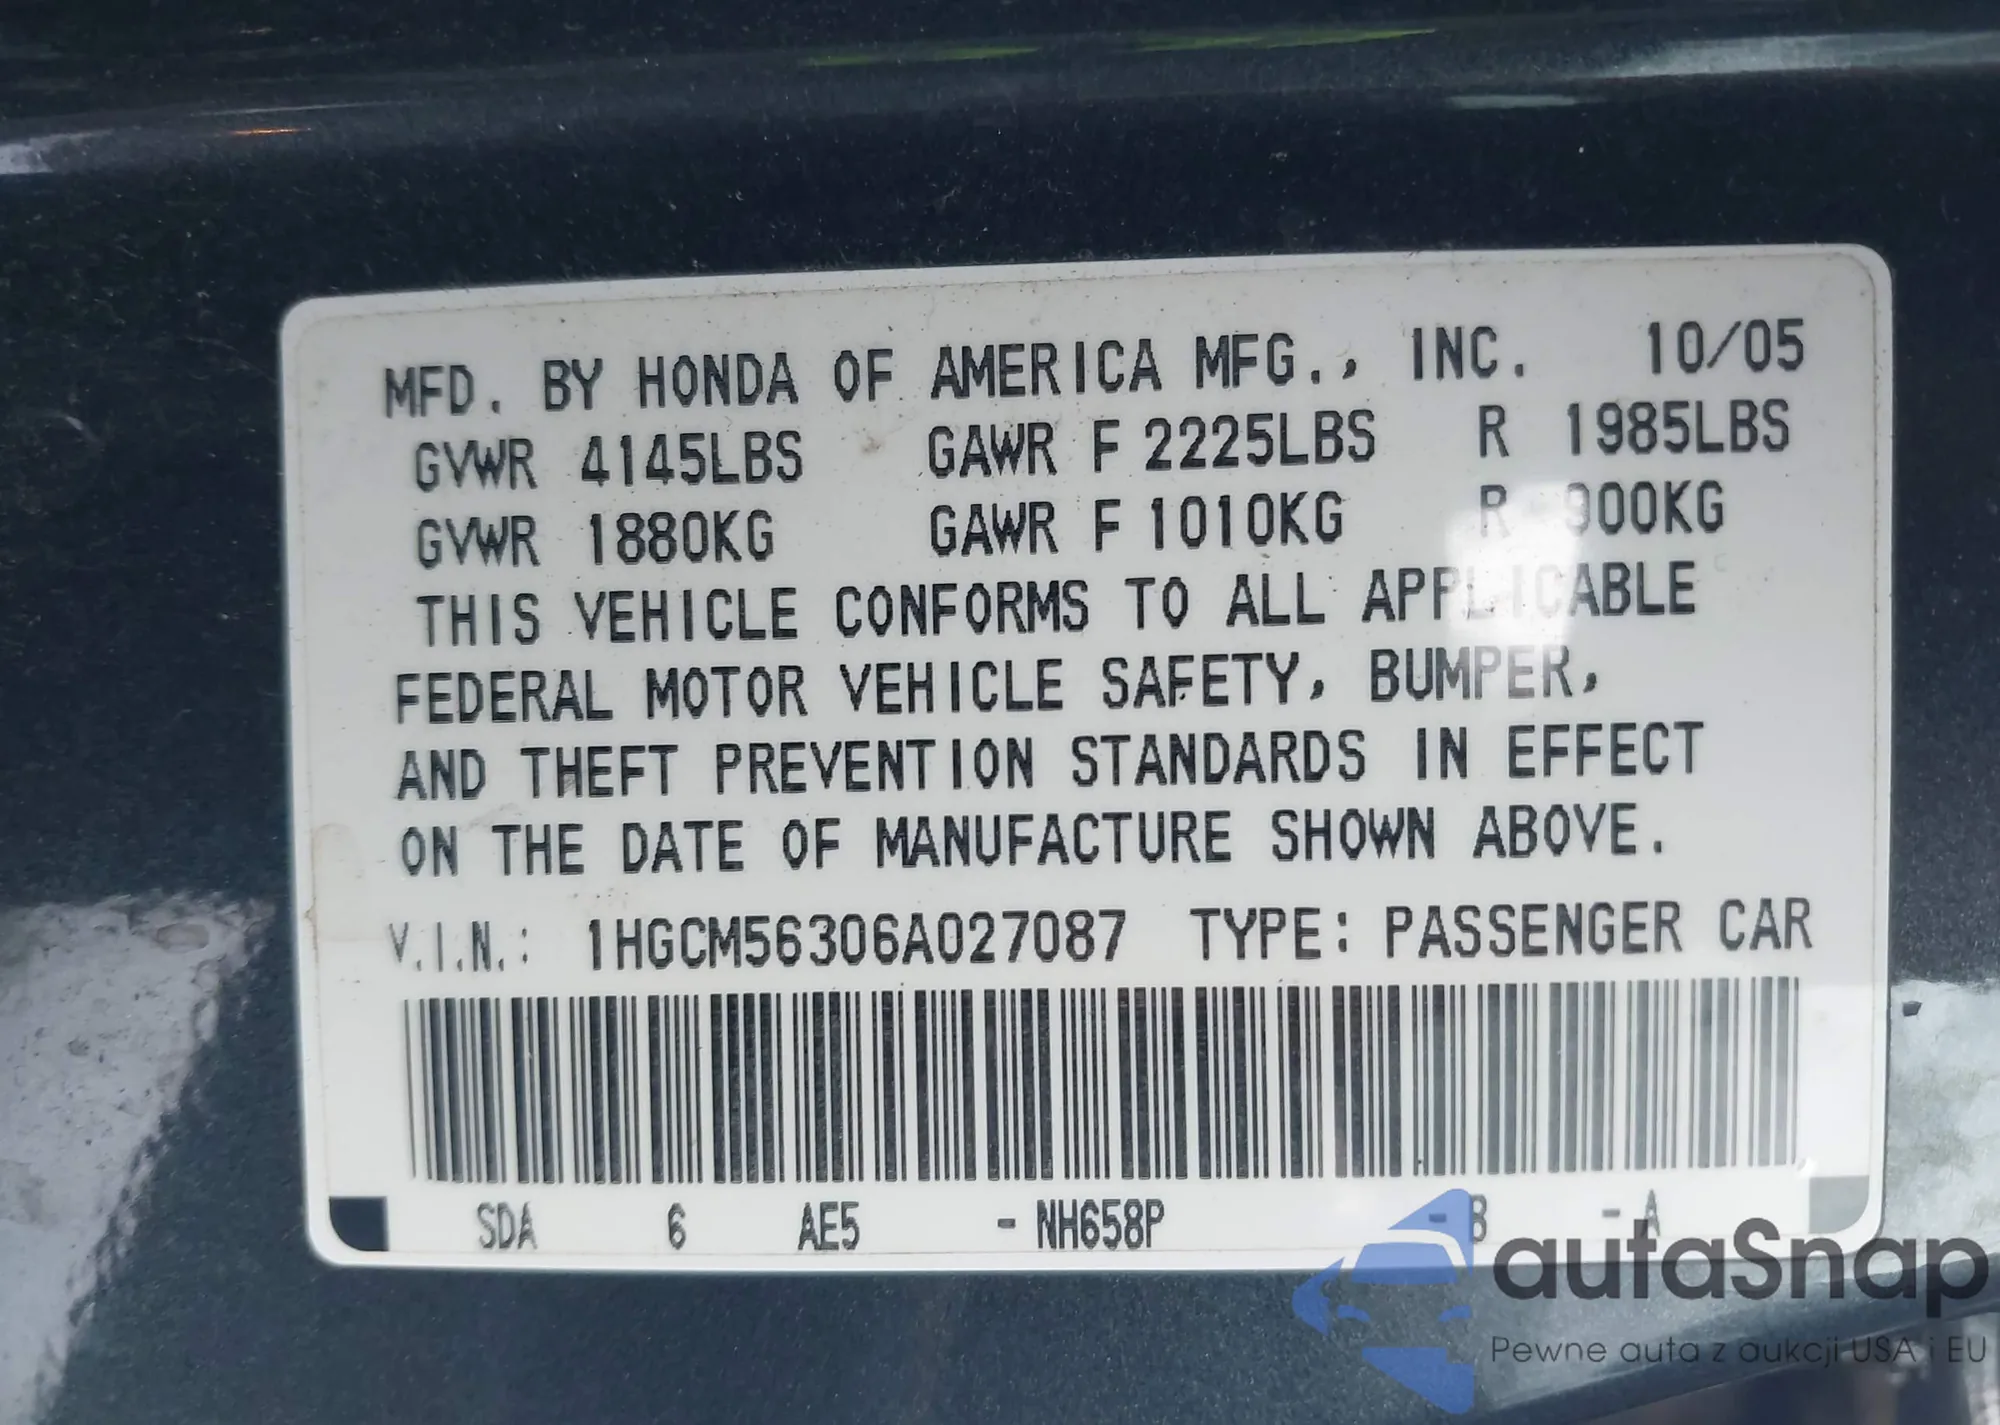 MFD. BY HONDA OF AMERICA MFG., INC. 10/05
GVWR 4145LBS GAWR F 2225LBS R 1985LBS
GVWR 1880KG GAWR F 1010KG R 900KG
THIS VEHICLE CONFORMS TO ALL APPLICABLE
FEDERAL MOTOR VEHICLE SAFETY, BUMPER,
AND THEFT PREVENTION STANDARDS IN EFFECT
ON THE DATE OF MANUFACTURE SHOWN ABOVE.
V.I.N.: 1HGCM56306A027087 TYPE: PASSENGER CAR
SDA 6 AE5 - NH658P - B - A
autaSnap
Pewne auta z aukcji USA i EU